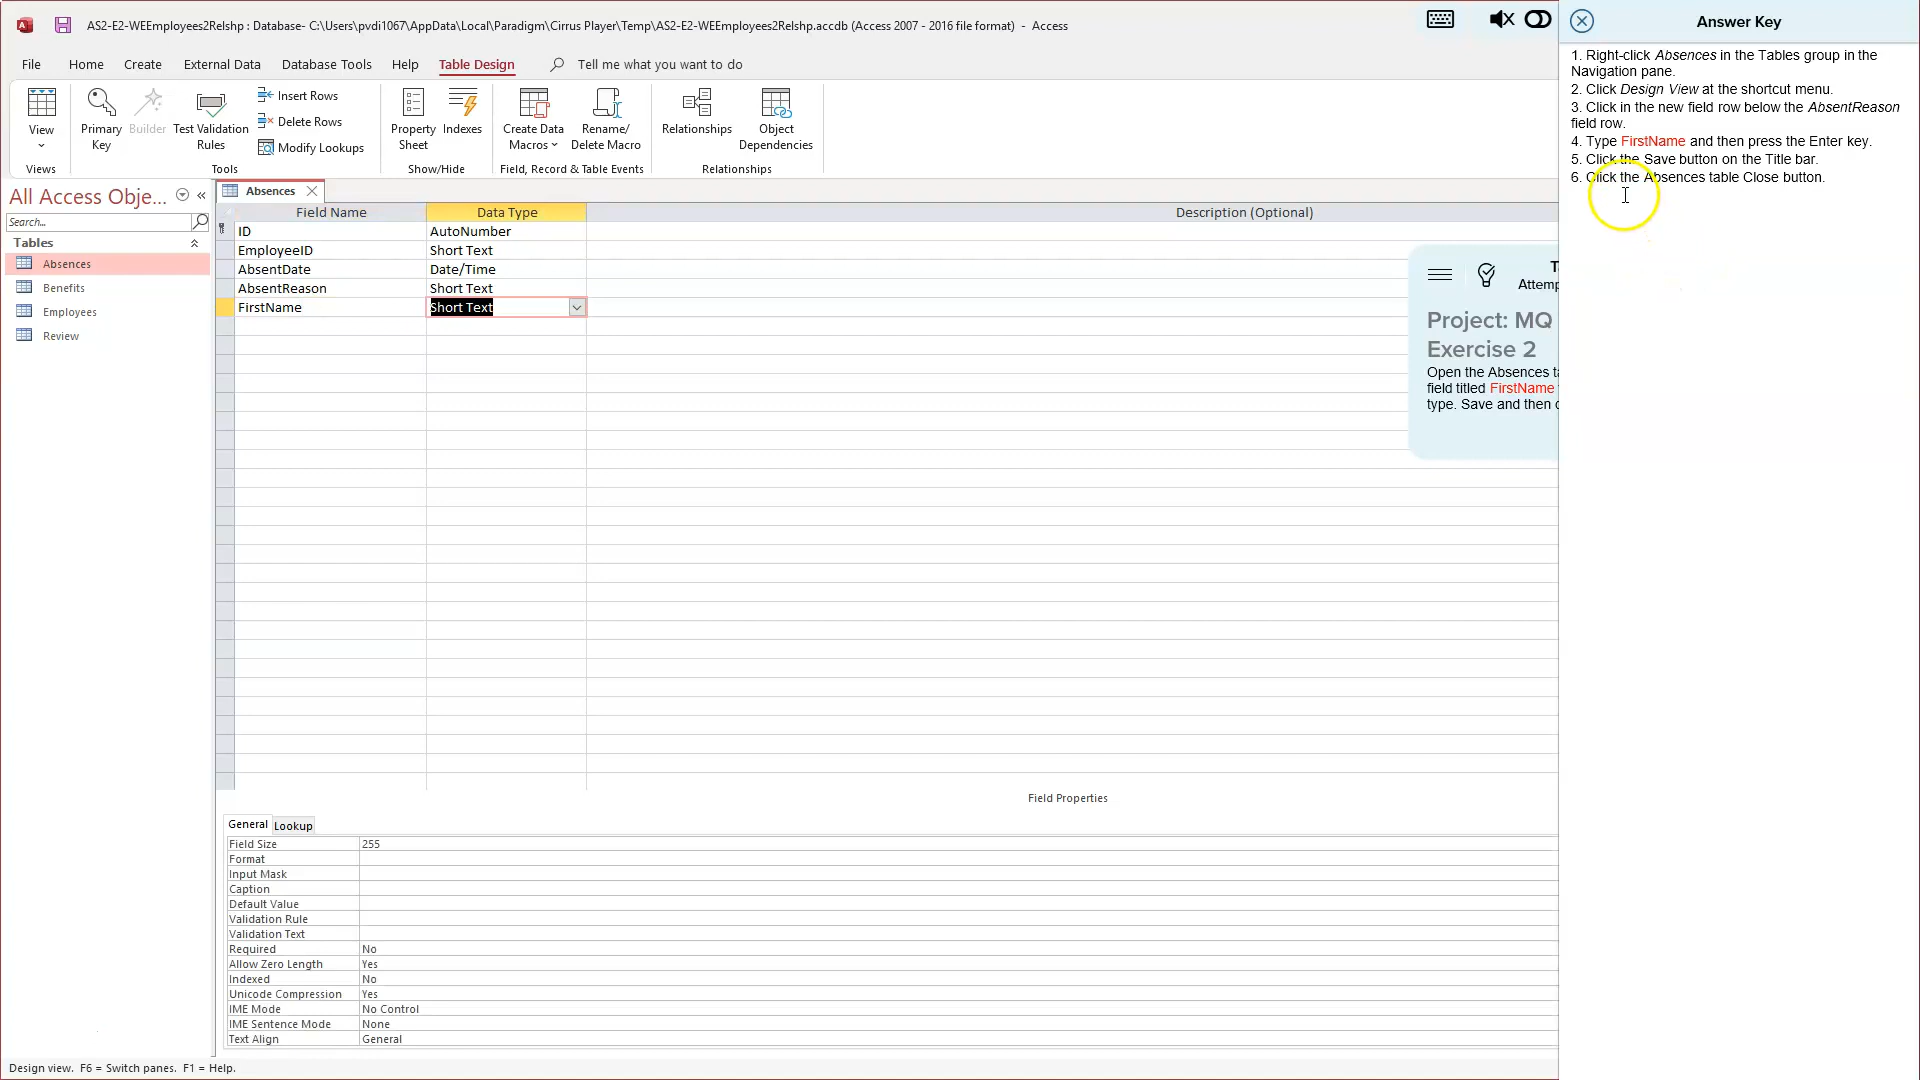 AS2-E2-WEEmployees2Relshp : Database- C:\Users\pvdi1067\AppData\Local\Paradigm\Cirrus Player\Temp\AS2-E2-WEEmployees2Relshp.accdb (Access 2007 - 2016 file format) - Access
File Home Create External Data Database Tools Help Table Design Tell me what you want to do
View
Views
Primary Key
Builder
Test Validation Rules
Insert Rows
Delete Rows
Modify Lookups
Tools
Property Sheet
Indexes
Show/Hide
Create Data Macros
Rename/ Delete Macro
Field, Record & Table Events
Relationships
Object Dependencies
Relationships
All Access Obje...
Search...
Tables
Absences
Benefits
Employees
Review
Absences
Field Name Data Type Description (Optional)
ID AutoNumber
EmployeeID Short Text
AbsentDate Date/Time
AbsentReason Short Text
FirstName Short Text
Field Properties
General Lookup
Field Size 255
Format
Input Mask
Caption
Default Value
Validation Rule
Validation Text
Required No
Allow Zero Length Yes
Indexed No
Unicode Compression Yes
IME Mode No Control
IME Sentence Mode None
Text Align General
Design view. F6 = Switch panes. F1 = Help.
Attemp
Project: MQ
Exercise 2
Open the Absences ta
field titled FirstName
type. Save and then c
Answer Key
1. Right-click Absences in the Tables group in the
Navigation pane.
2. Click Design View at the shortcut menu.
3. Click in the new field row below the AbsentReason
field row.
4. Type FirstName and then press the Enter key.
5. Click the Save button on the Title bar.
6. Click the Absences table Close button.